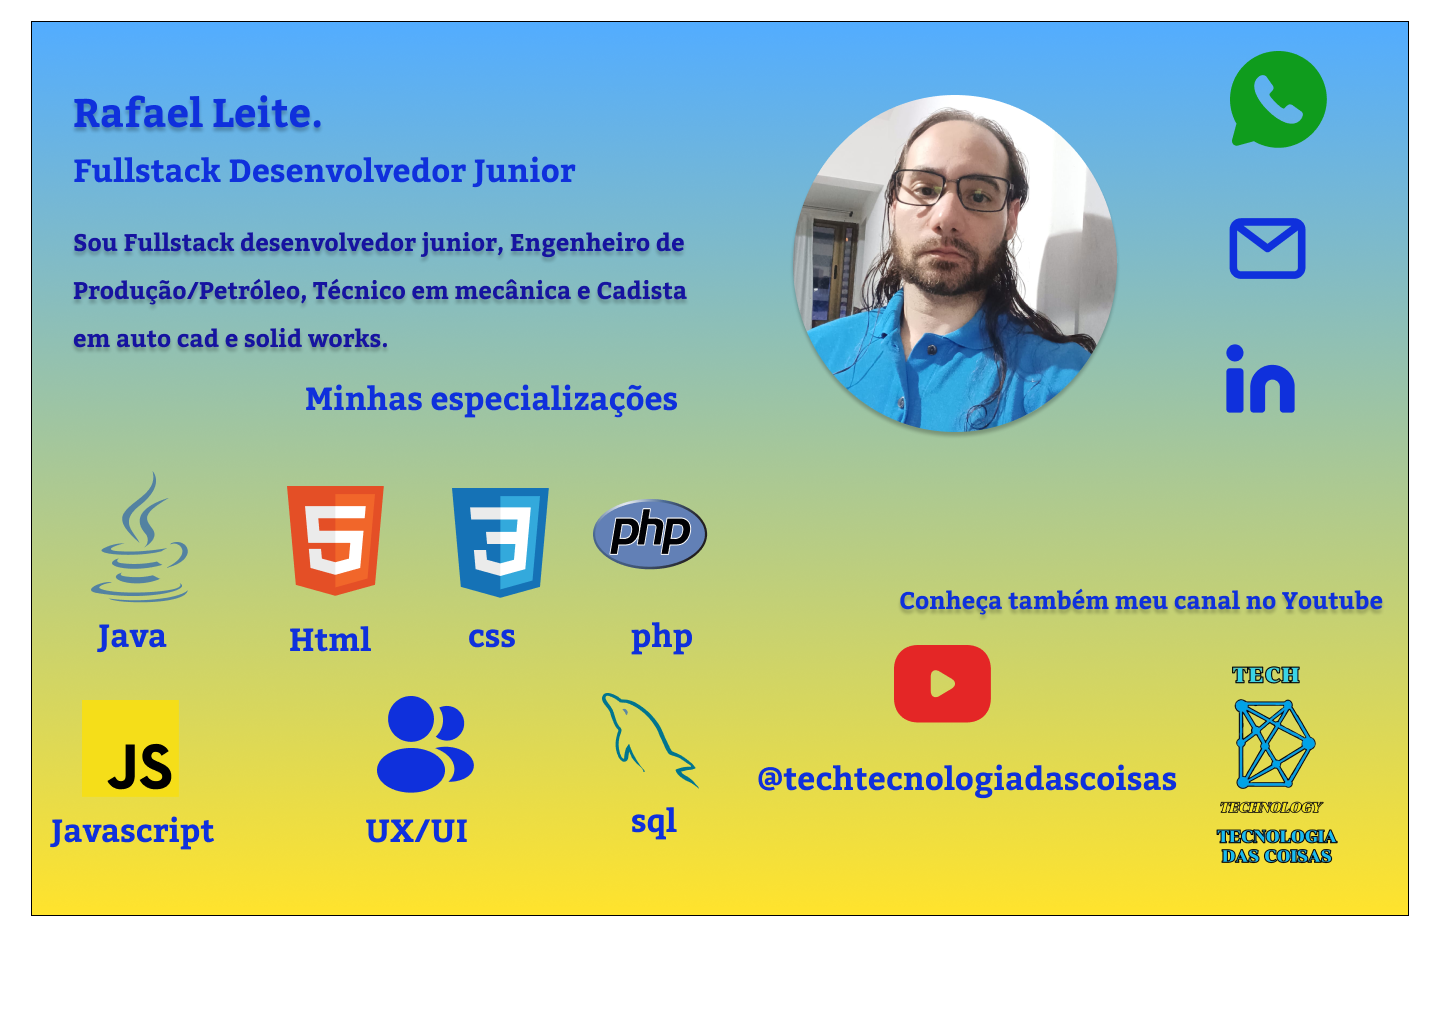 Rafael Leite.
Fullstack Desenvolvedor Junior
Sou Fullstack desenvolvedor junior, Engenheiro de
Produção/Petróleo, Técnico em mecânica e Cadista
em auto cad e solid works.
Minhas especializações
php
Java
Html
css
php
JS
Javascript
UX/UI
sql
in
Conheça também meu canal no Youtube
@techtecnologiadascoisas
TECH
TECHNOLOGY
TECNOLOGIA
DAS COISAS